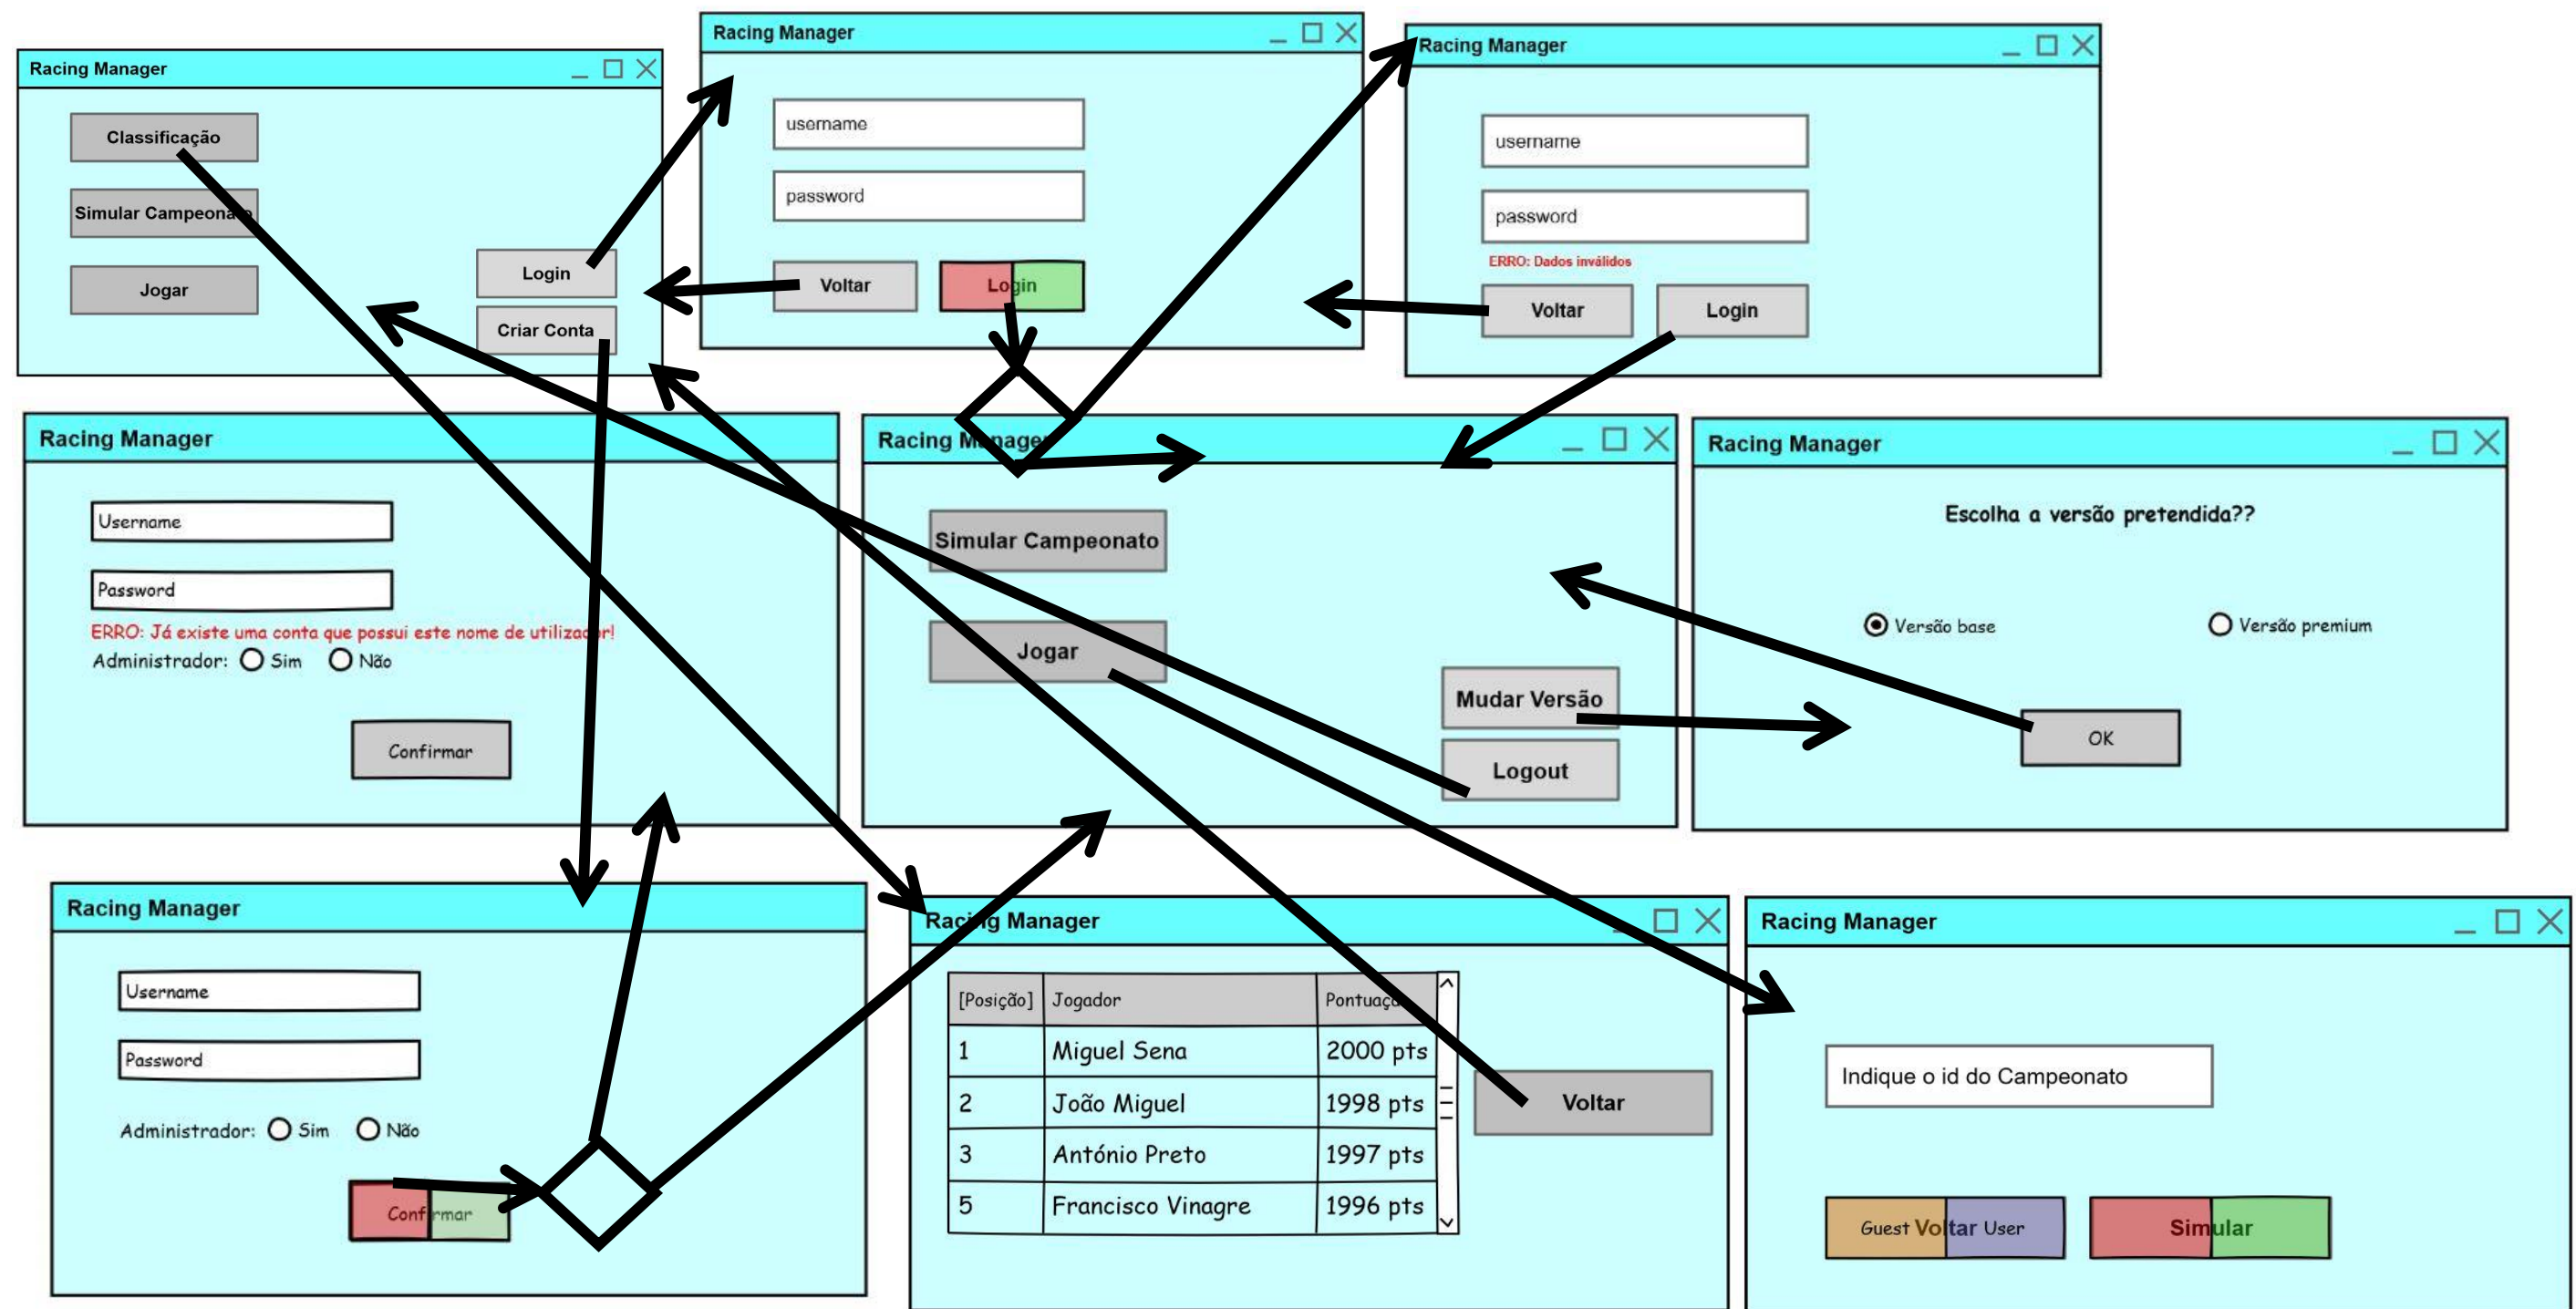 Racing Manager
Classificação
Simular Campeonato
Jogar
Login
Criar Conta
Racing Manager
username
password
Voltar
Login
Racing Manager
username
password
ERRO: Dados inválidos
Voltar
Login
Racing Manager
Username
Password
ERRO: Já existe uma conta que possui este nome de utilizador!
Administrador: Sim Não
Confirmar
Racing Manager
Simular Campeonato
Jogar
Mudar Versão
Logout
Racing Manager
Escolha a versão pretendida??
Versão base
Versão premium
OK
Racing Manager
Username
Password
Administrador: Sim Não
Confirmar
Racing Manager
[Posição] Jogador Pontuação
1 Miguel Sena 2000 pts
2 João Miguel 1998 pts
3 António Preto 1997 pts
5 Francisco Vinagre 1996 pts
Voltar
Racing Manager
Indique o id do Campeonato
Guest Voltar User
Simular